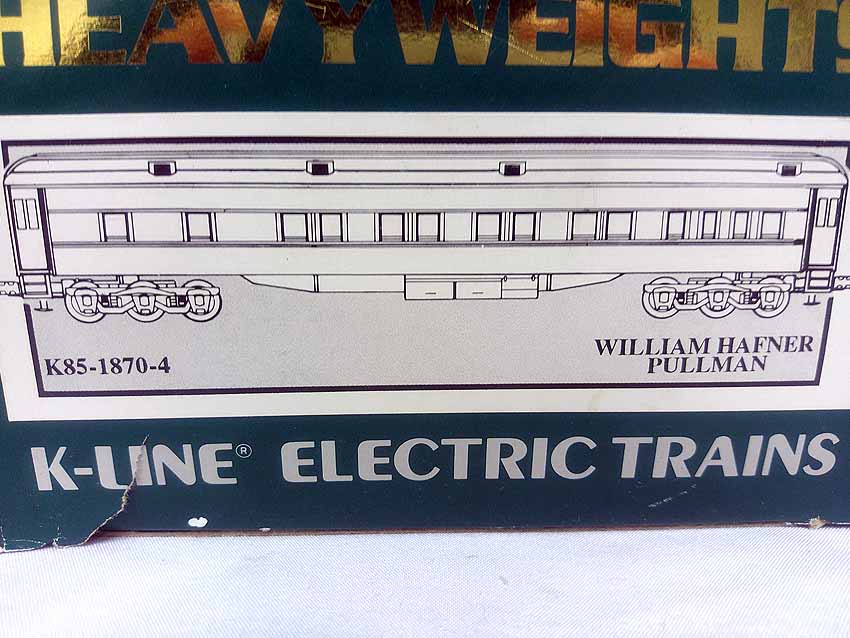 HEAVYWEIGHTS
K85-1870-4
WILLIAM HAFNER
PULLMAN
K-LINE® ELECTRIC TRAINS